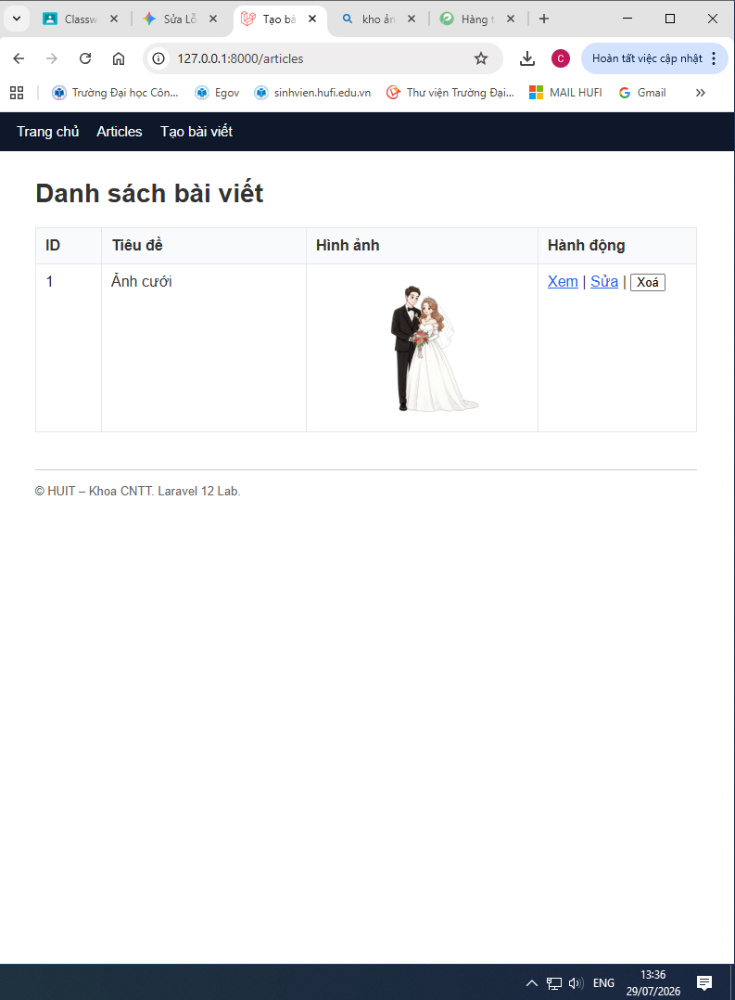 Classw
Sửa Lỗ
Tạo bà
kho ản
Hàng t
127.0.0.1:8000/articles
C
Hoàn tất việc cập nhật
Trường Đại học Côn...
Egov
sinhvien.hufi.edu.vn
Thư viện Trường Đại...
MAIL HUFI
Gmail
Trang chủ Articles Tạo bài viết
Danh sách bài viết
ID Tiêu đề Hình ảnh Hành động
1 Ảnh cưới Xem | Sửa | Xoá
© HUIT – Khoa CNTT. Laravel 12 Lab.
ENG
13:36
29/07/2026